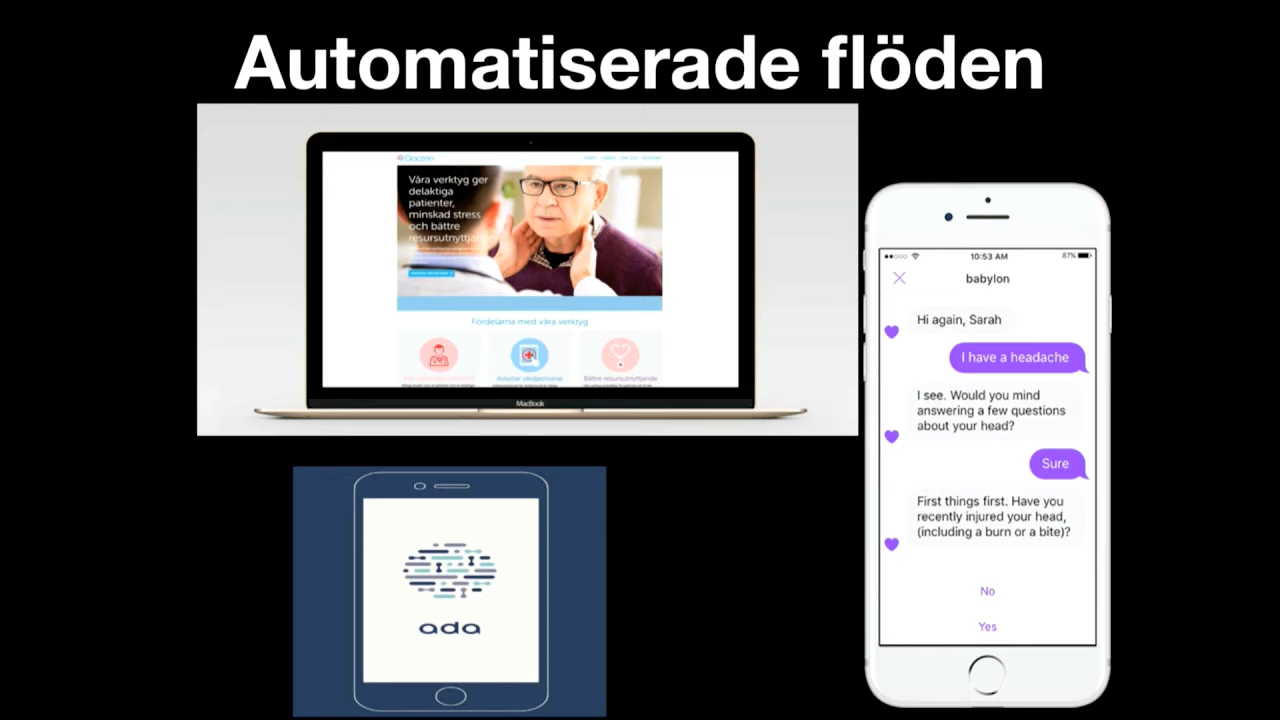 Automatiserade flöden
Våra verktyg ger
delaktiga
patienter,
minskad stress
och bättre
resursutnyttjande
Fördelarna med våra verktyg
Avlastar vårdpersonal
Bättre resursutnyttjande
MacBook
ada
10:53 AM
87%
babylon
Hi again, Sarah
I have a headache
I see. Would you mind
answering a few questions
about your head?
Sure
First things first. Have you
recently injured your head,
(including a burn or a bite)?
No
Yes